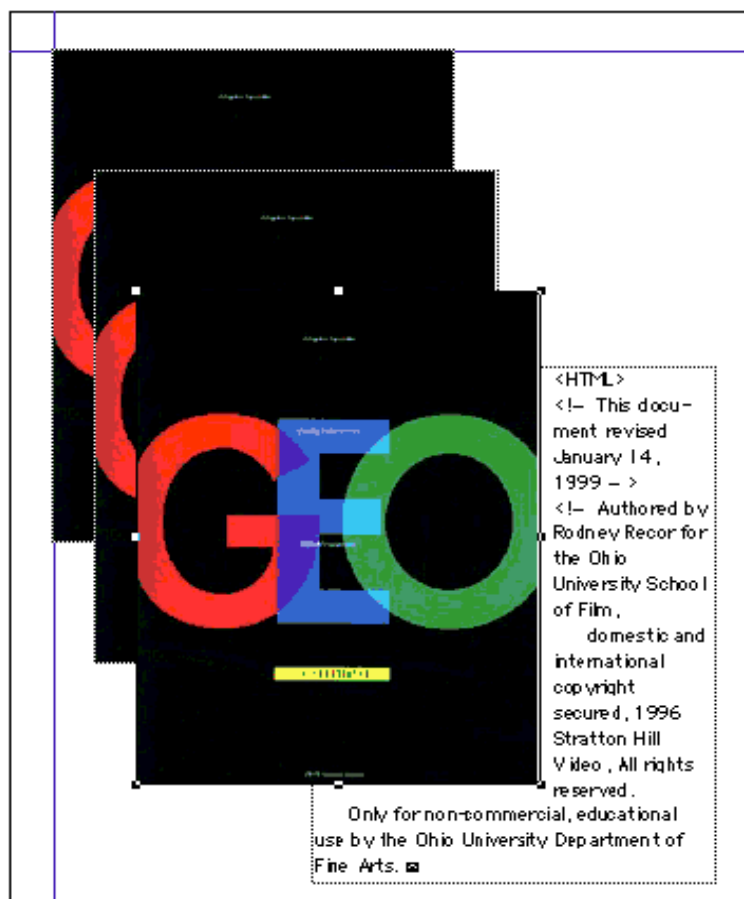 GEO
<HTML>
<!– This docu-
ment revised
January 14,
1999 – >
<!– Authored by
Rodney Recor for
the Ohio
University School
of Film,
domestic and
international
copyright
secured, 1996
Stratton Hill
Video, All rights
reserved.
Only for non-commercial, educational
use by the Ohio University Department of
Fine Arts.